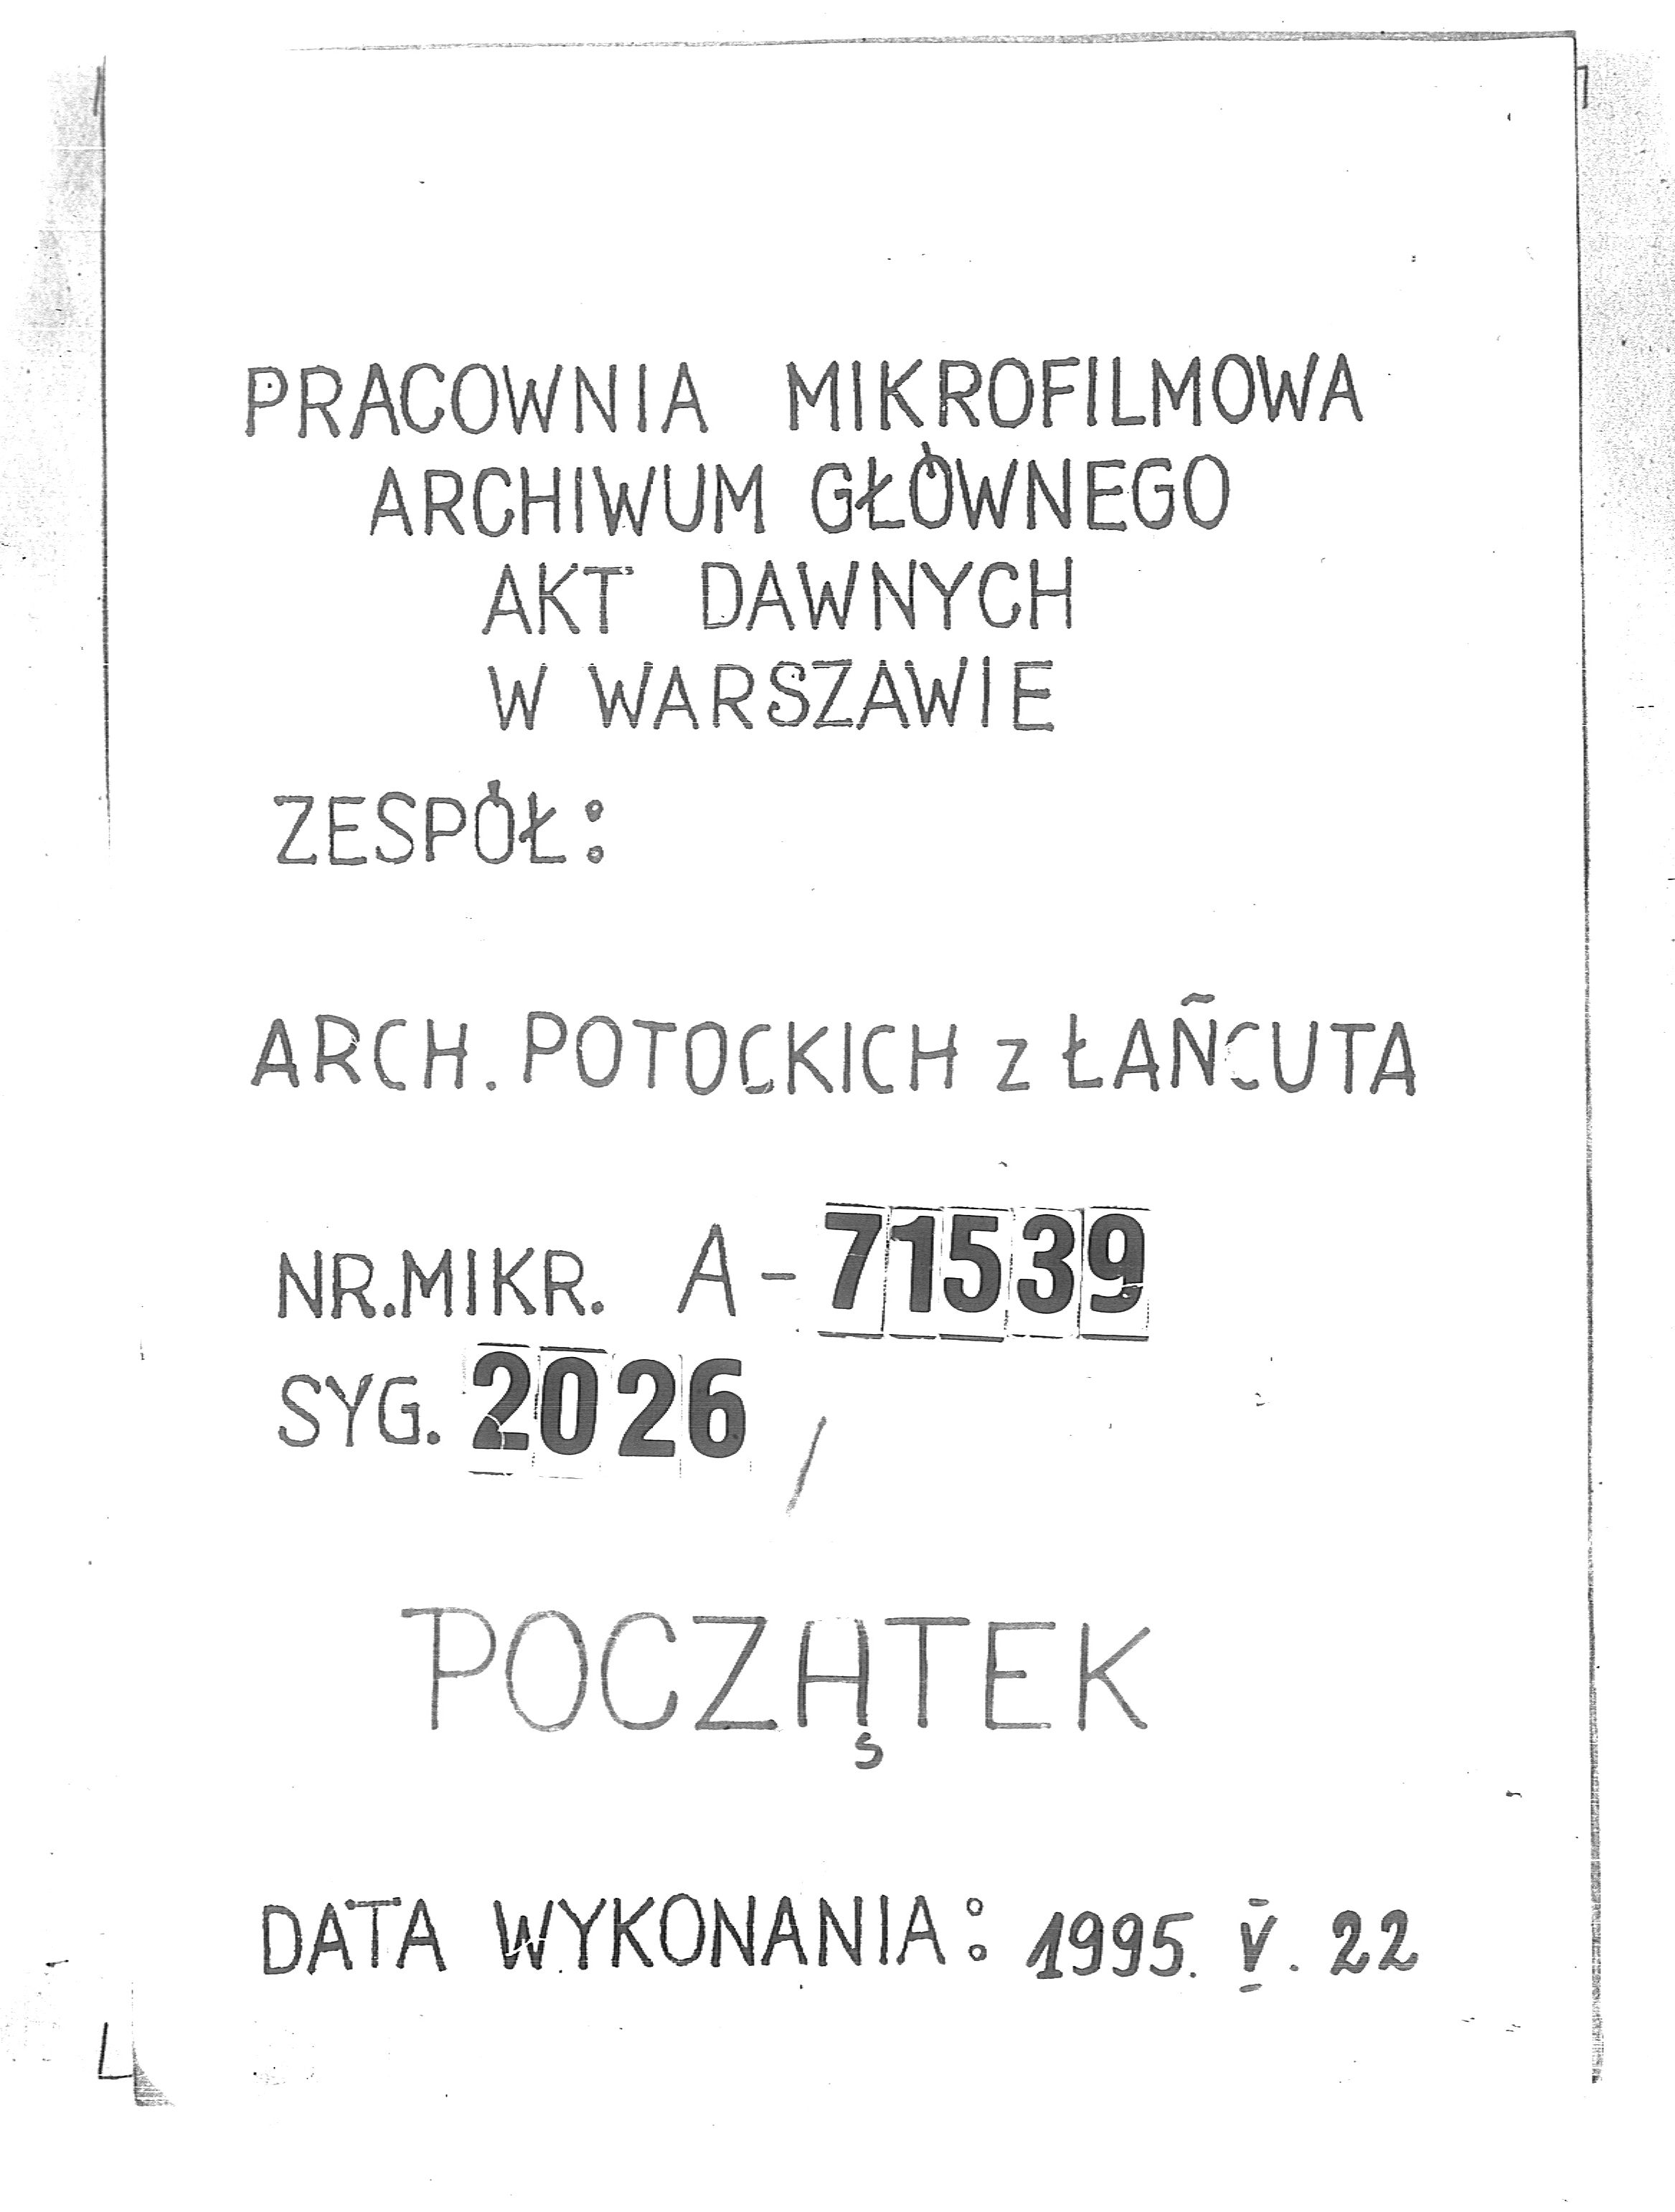 PRACOWNIA MIKROFILMOWA
ARCHIWUM GŁÓWNEGO
AKT DAWNYCH
W WARSZAWIE
ZESPÓŁ:
ARCH. POTOCKICH z ŁAŃCUTA
NR. MIKR. A-71539
SYG. 2026 /
POCZĄTEK
DATA WYKONANIA: 1995. V. 22